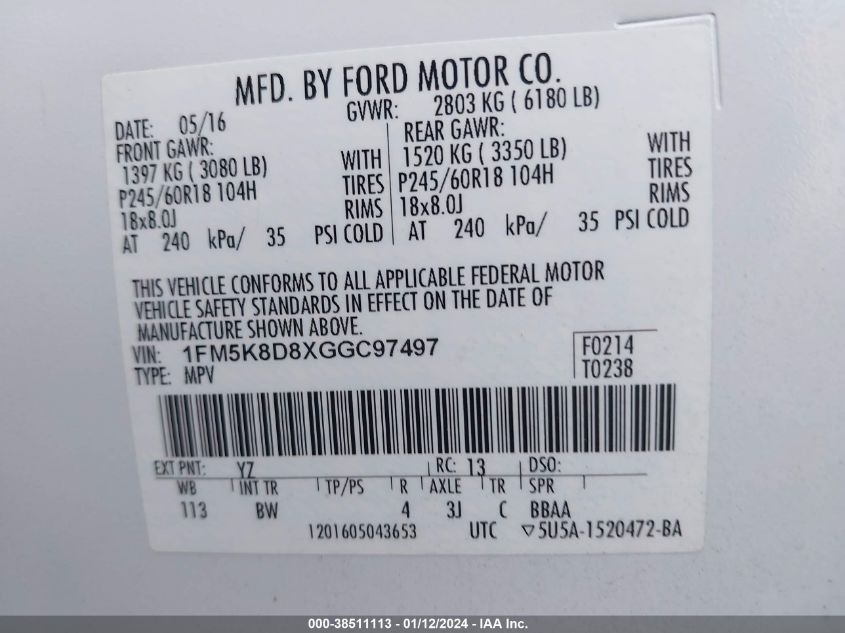 MFD. BY FORD MOTOR CO.
DATE: 05/16 GVWR: 2803 KG ( 6180 LB)
FRONT GAWR: REAR GAWR:
1397 KG ( 3080 LB) WITH 1520 KG ( 3350 LB) WITH
P245/60R18 104H TIRES P245/60R18 104H TIRES
18x8.0J RIMS 18x8.0J RIMS
AT 240 kPa/ 35 PSI COLD AT 240 kPa/ 35 PSI COLD
THIS VEHICLE CONFORMS TO ALL APPLICABLE FEDERAL MOTOR
VEHICLE SAFETY STANDARDS IN EFFECT ON THE DATE OF
MANUFACTURE SHOWN ABOVE.
VIN: 1FM5K8D8XGGC97497 F0214
TYPE: MPV T0238
EXT PNT: YZ RC: 13 DSO:
WB INT TR TP/PS R AXLE TR SPR
113 BW 4 3J C BBAA
1201605043653 UTC ▽5U5A-1520472-BA
000-38511113 - 01/12/2024 - IAA Inc.